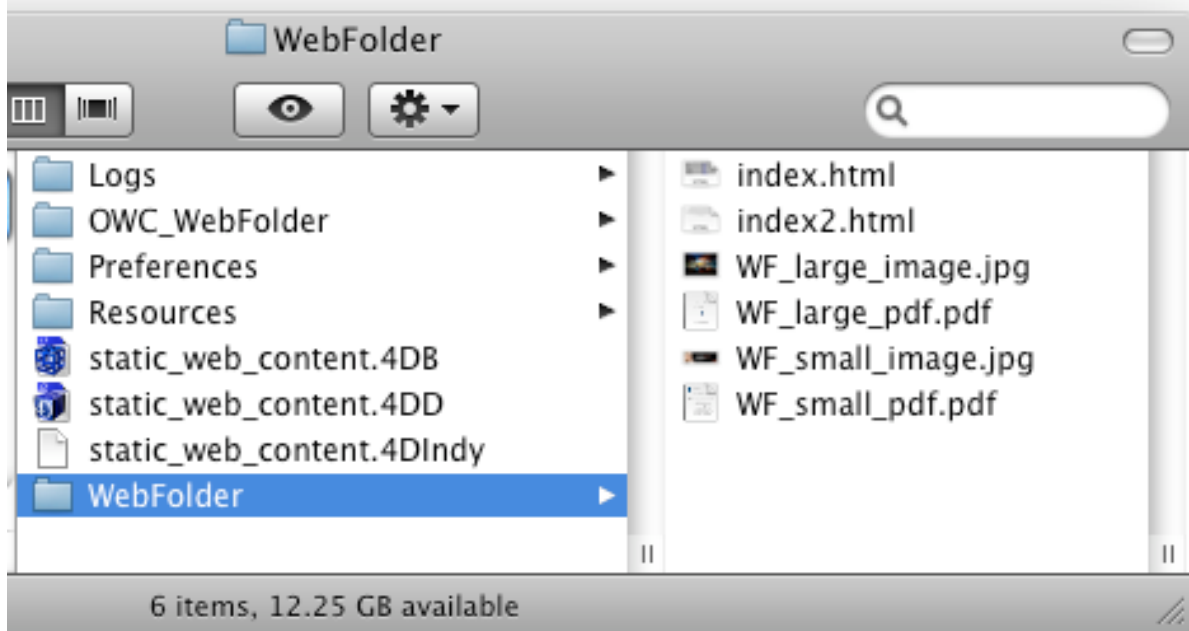 WebFolder
Logs
OWC_WebFolder
Preferences
Resources
static_web_content.4DB
static_web_content.4DD
static_web_content.4DIndy
WebFolder
index.html
index2.html
WF_large_image.jpg
WF_large_pdf.pdf
WF_small_image.jpg
WF_small_pdf.pdf
6 items, 12.25 GB available